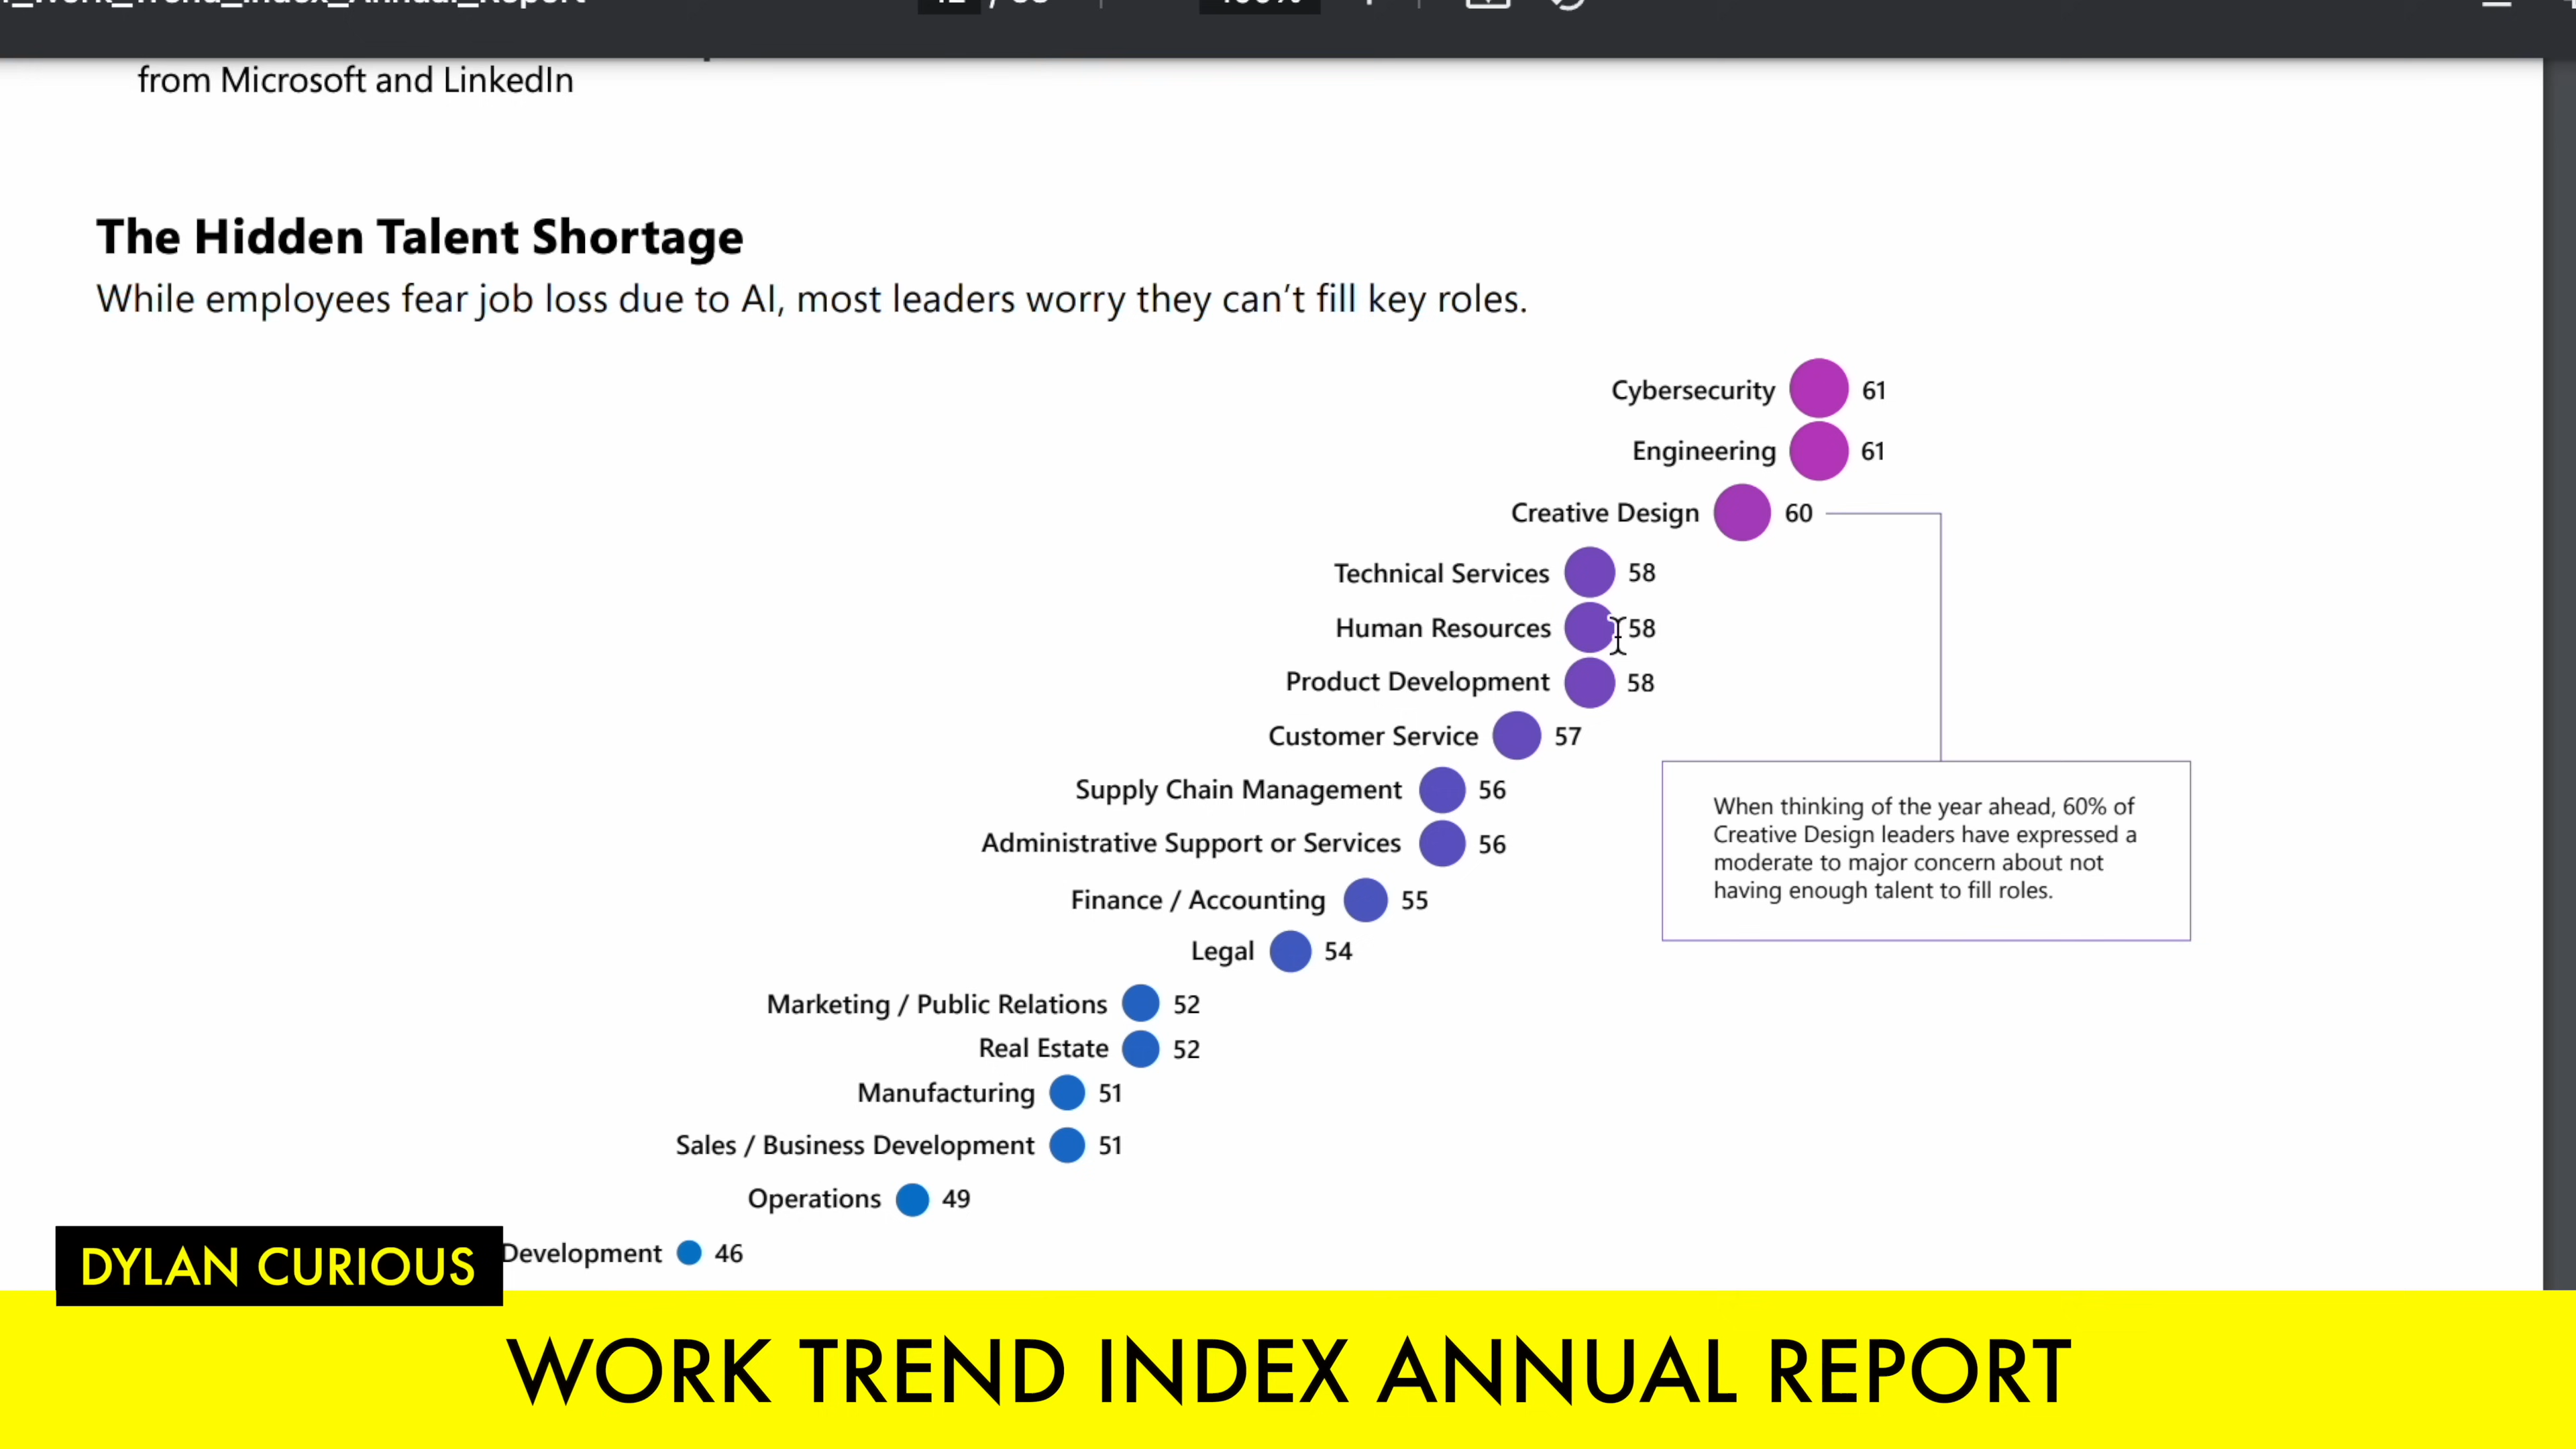 from Microsoft and LinkedIn
The Hidden Talent Shortage
While employees fear job loss due to AI, most leaders worry they can't fill key roles.
Cybersecurity 61
Engineering 61
Creative Design 60
Technical Services 58
Human Resources 58
Product Development 58
Customer Service 57
Supply Chain Management 56
Administrative Support or Services 56
Finance / Accounting 55
Legal 54
Marketing / Public Relations 52
Real Estate 52
Manufacturing 51
Sales / Business Development 51
Operations 49
Development 46
When thinking of the year ahead, 60% of
Creative Design leaders have expressed a
moderate to major concern about not
having enough talent to fill roles.
DYLAN CURIOUS
WORK TREND INDEX ANNUAL REPORT